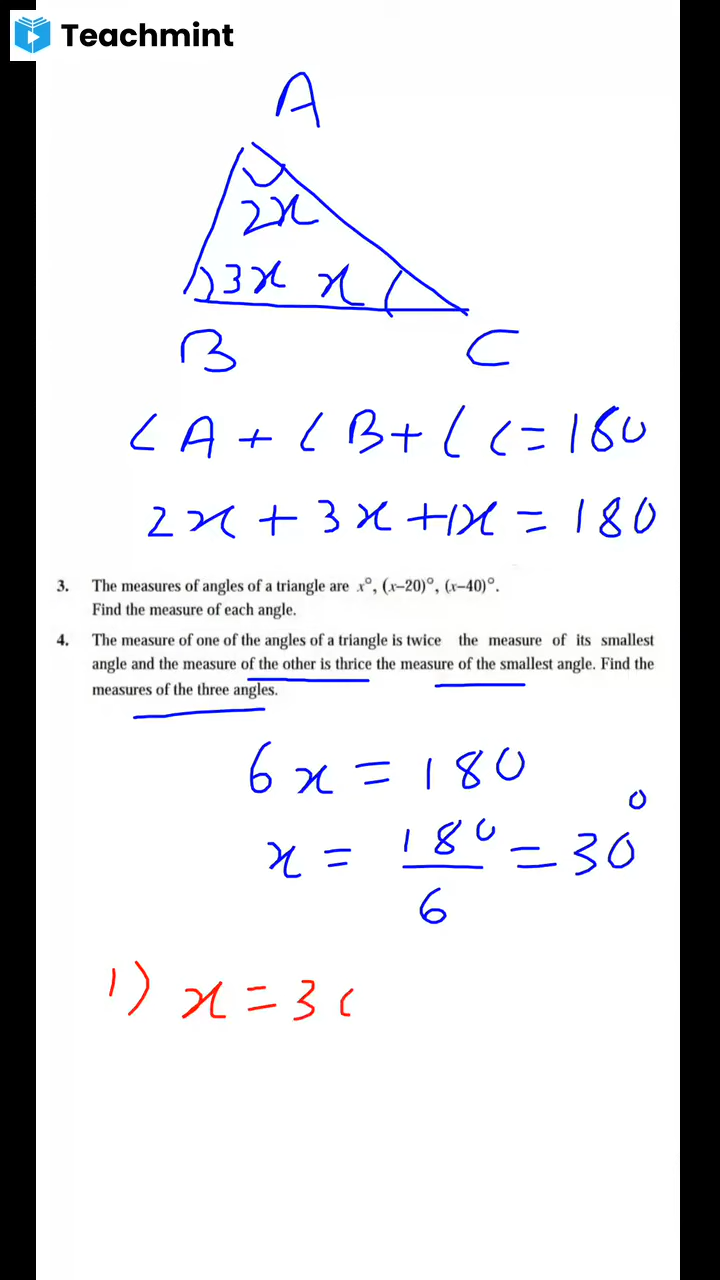 Teachmint
A
2x
3x x
B C
∠A + ∠B + ∠C = 180
2x + 3x + 1x = 180
3. The measures of angles of a triangle are x°, (x–20)°, (x–40)°.
Find the measure of each angle.
4. The measure of one of the angles of a triangle is twice the measure of its smallest
angle and the measure of the other is thrice the measure of the smallest angle. Find the
measures of the three angles.
6x = 180
x = 180/6 = 30°
1) x = 30